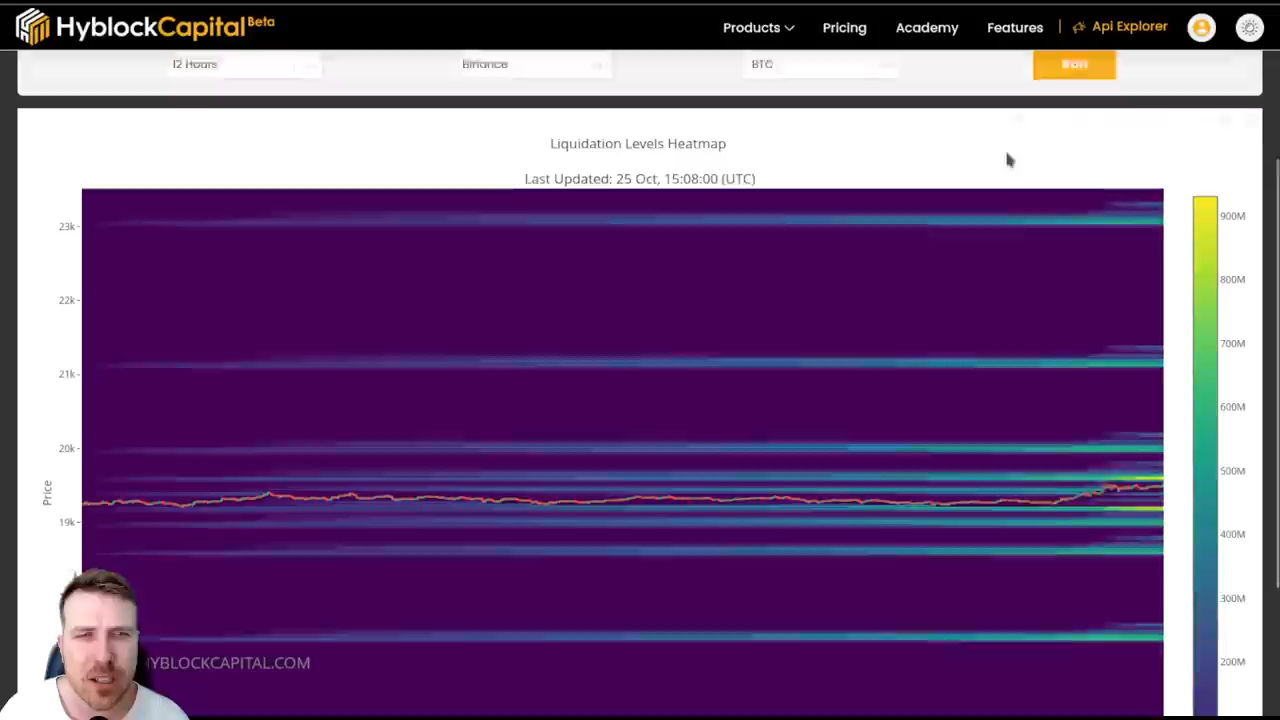 HyblockCapital Beta
Products Pricing Academy Features Api Explorer
12 Hours Binance BTC
Liquidation Levels Heatmap
Last Updated: 25 Oct, 15:08:00 (UTC)
23k
22k
21k
20k
19k
Price
900M
800M
700M
600M
500M
400M
300M
200M
HYBLOCKCAPITAL.COM